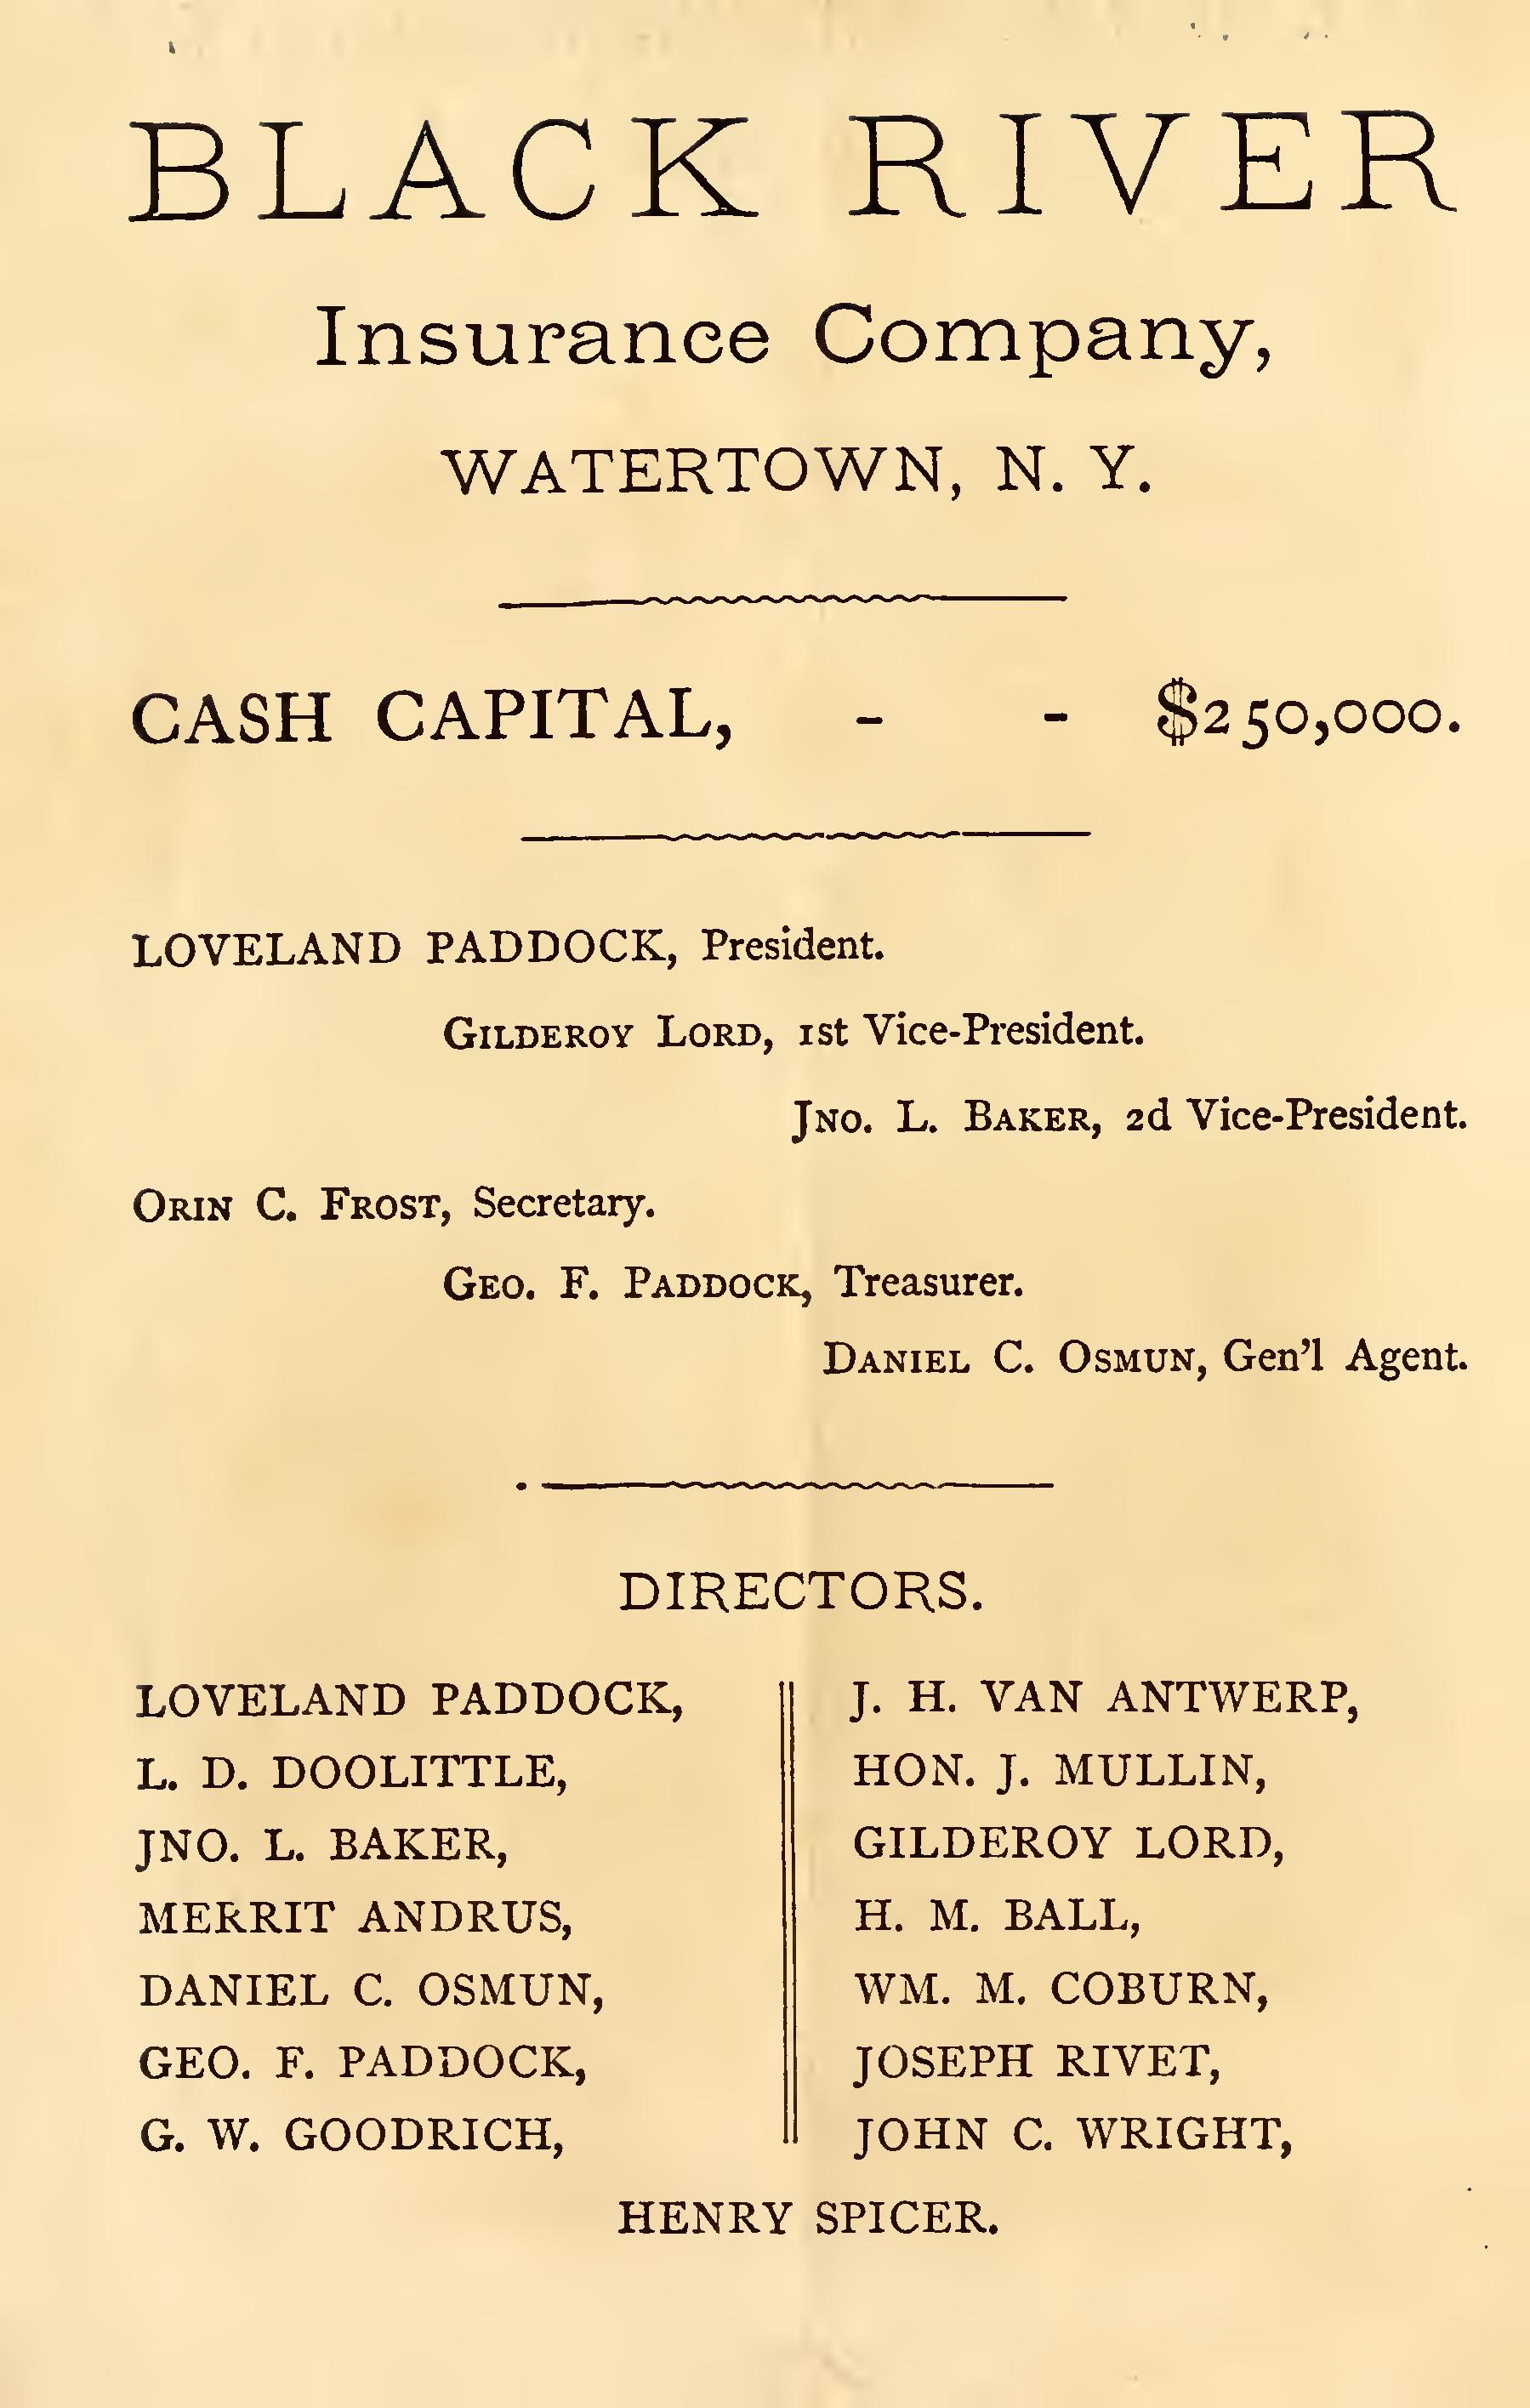 BLACK RIVER
Insurance Company,
WATERTOWN, N. Y.
CASH CAPITAL, - - $250,000.
LOVELAND PADDOCK, President.
GILDEROY LORD, 1st Vice-President.
JNO. L. BAKER, 2d Vice-President.
ORIN C. FROST, Secretary.
GEO. F. PADDOCK, Treasurer.
DANIEL C. OSMUN, Gen'l Agent.
DIRECTORS.
LOVELAND PADDOCK,
L. D. DOOLITTLE,
JNO. L. BAKER,
MERRIT ANDRUS,
DANIEL C. OSMUN,
GEO. F. PADDOCK,
G. W. GOODRICH,
J. H. VAN ANTWERP,
HON. J. MULLIN,
GILDEROY LORD,
H. M. BALL,
WM. M. COBURN,
JOSEPH RIVET,
JOHN C. WRIGHT,
HENRY SPICER.